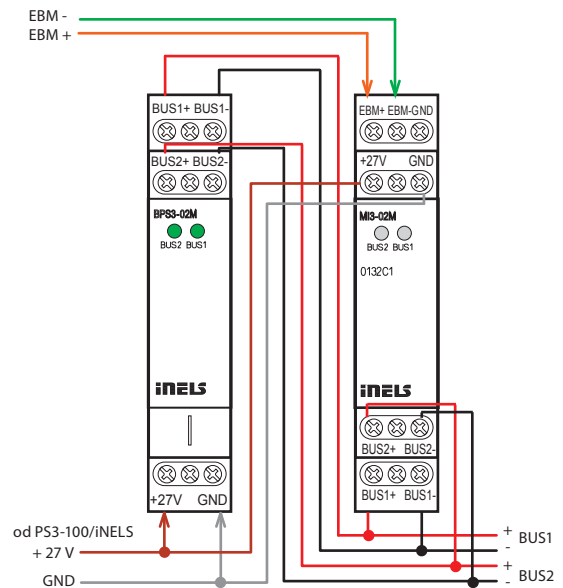 EBM -
EBM +
BUS1+ BUS1-
BUS2+ BUS2-
BPS3-02M
BUS2 BUS1
iNELS
+27V GND
EBM+ EBM-GND
+27V GND
MI3-02M
BUS2 BUS1
0132C1
iNELS
BUS2+ BUS2-
BUS1+ BUS1-
od PS3-100/iNELS
+ 27 V
GND
+
- BUS1
+
- BUS2